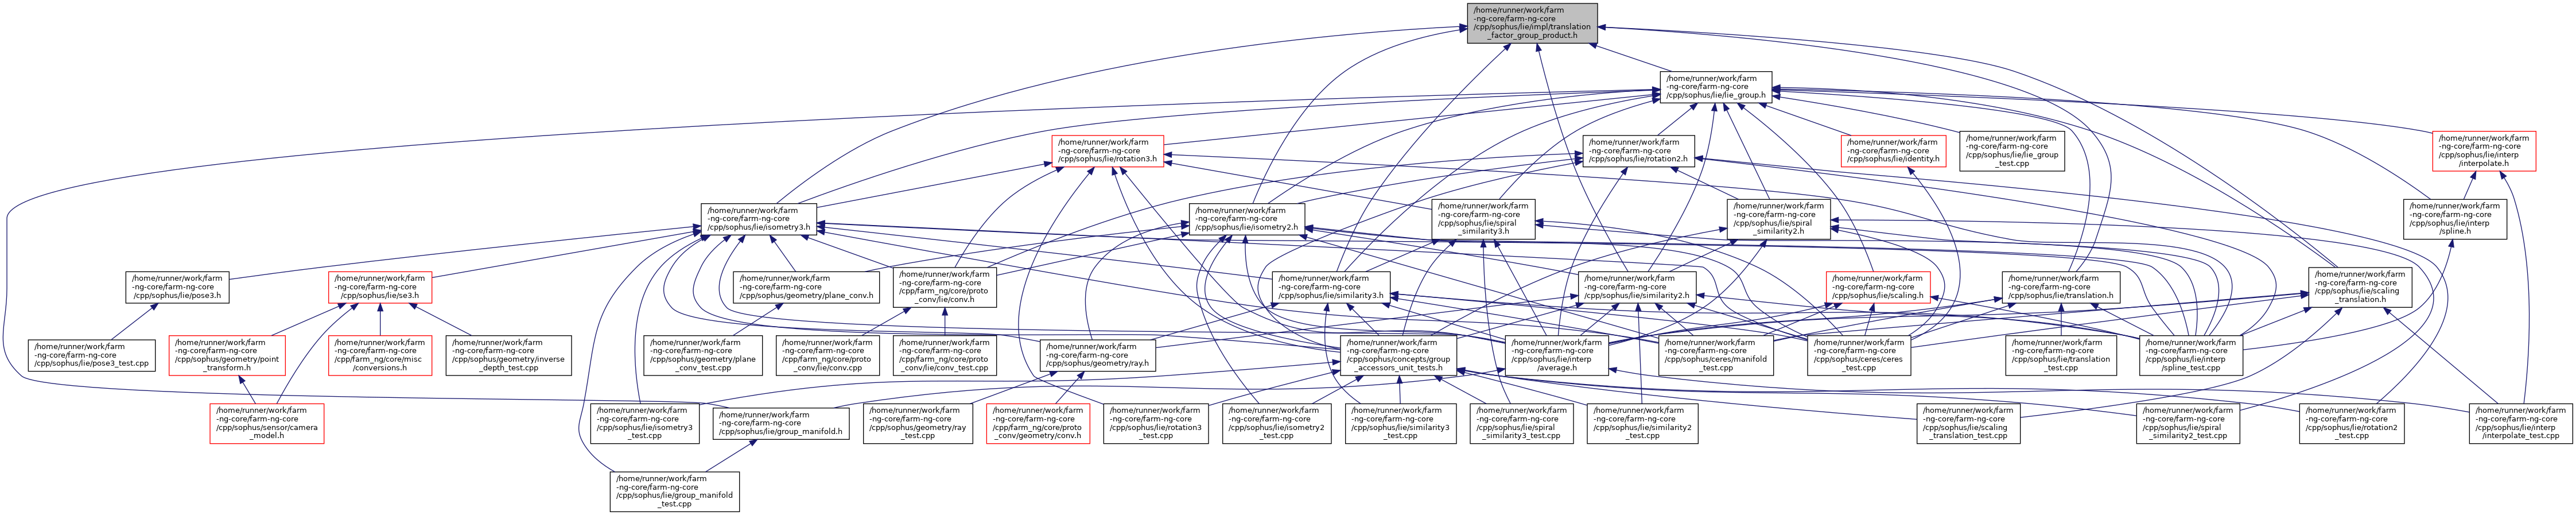 /home/runner/work/farm
-ng-core/farm-ng-core
/cpp/sophus/lie/impl/translation
_factor_group_product.h
/home/runner/work/farm
-ng-core/farm-ng-core
/cpp/sophus/lie/lie_group.h
/home/runner/work/farm
-ng-core/farm-ng-core
/cpp/sophus/lie/rotation3.h
/home/runner/work/farm
-ng-core/farm-ng-core
/cpp/sophus/lie/rotation2.h
/home/runner/work/farm
-ng-core/farm-ng-core
/cpp/sophus/lie/identity.h
/home/runner/work/farm
-ng-core/farm-ng-core
/cpp/sophus/lie/lie_group
_test.cpp
/home/runner/work/farm
-ng-core/farm-ng-core
/cpp/sophus/lie/interp
/interpolate.h
/home/runner/work/farm
-ng-core/farm-ng-core
/cpp/sophus/lie/isometry3.h
/home/runner/work/farm
-ng-core/farm-ng-core
/cpp/sophus/lie/isometry2.h
/home/runner/work/farm
-ng-core/farm-ng-core
/cpp/sophus/lie/spiral
_similarity3.h
/home/runner/work/farm
-ng-core/farm-ng-core
/cpp/sophus/lie/spiral
_similarity2.h
/home/runner/work/farm
-ng-core/farm-ng-core
/cpp/sophus/lie/interp
/spline.h
/home/runner/work/farm
-ng-core/farm-ng-core
/cpp/sophus/lie/pose3.h
/home/runner/work/farm
-ng-core/farm-ng-core
/cpp/sophus/lie/se3.h
/home/runner/work/farm
-ng-core/farm-ng-core
/cpp/sophus/geometry/plane_conv.h
/home/runner/work/farm
-ng-core/farm-ng-core
/cpp/farm_ng/core/proto
_conv/lie/conv.h
/home/runner/work/farm
-ng-core/farm-ng-core
/cpp/sophus/lie/similarity3.h
/home/runner/work/farm
-ng-core/farm-ng-core
/cpp/sophus/lie/similarity2.h
/home/runner/work/farm
-ng-core/farm-ng-core
/cpp/sophus/lie/scaling.h
/home/runner/work/farm
-ng-core/farm-ng-core
/cpp/sophus/lie/translation.h
/home/runner/work/farm
-ng-core/farm-ng-core
/cpp/sophus/lie/scaling
_translation.h
/home/runner/work/farm
-ng-core/farm-ng-core
/cpp/sophus/lie/pose3_test.cpp
/home/runner/work/farm
-ng-core/farm-ng-core
/cpp/sophus/geometry/point
_transform.h
/home/runner/work/farm
-ng-core/farm-ng-core
/cpp/farm_ng/core/misc
/conversions.h
/home/runner/work/farm
-ng-core/farm-ng-core
/cpp/sophus/geometry/inverse
_depth_test.cpp
/home/runner/work/farm
-ng-core/farm-ng-core
/cpp/sophus/geometry/plane
_conv_test.cpp
/home/runner/work/farm
-ng-core/farm-ng-core
/cpp/farm_ng/core/proto
_conv/lie/conv.cpp
/home/runner/work/farm
-ng-core/farm-ng-core
/cpp/farm_ng/core/proto
_conv/lie/conv_test.cpp
/home/runner/work/farm
-ng-core/farm-ng-core
/cpp/sophus/geometry/ray.h
/home/runner/work/farm
-ng-core/farm-ng-core
/cpp/sophus/concepts/group
_accessors_unit_tests.h
/home/runner/work/farm
-ng-core/farm-ng-core
/cpp/sophus/lie/interp
/average.h
/home/runner/work/farm
-ng-core/farm-ng-core
/cpp/sophus/ceres/manifold
_test.cpp
/home/runner/work/farm
-ng-core/farm-ng-core
/cpp/sophus/ceres/ceres
_test.cpp
/home/runner/work/farm
-ng-core/farm-ng-core
/cpp/sophus/lie/translation
_test.cpp
/home/runner/work/farm
-ng-core/farm-ng-core
/cpp/sophus/lie/interp
/spline_test.cpp
/home/runner/work/farm
-ng-core/farm-ng-core
/cpp/sophus/sensor/camera
_model.h
/home/runner/work/farm
-ng-core/farm-ng-core
/cpp/sophus/lie/isometry3
_test.cpp
/home/runner/work/farm
-ng-core/farm-ng-core
/cpp/sophus/lie/group_manifold.h
/home/runner/work/farm
-ng-core/farm-ng-core
/cpp/sophus/geometry/ray
_test.cpp
/home/runner/work/farm
-ng-core/farm-ng-core
/cpp/farm_ng/core/proto
_conv/geometry/conv.h
/home/runner/work/farm
-ng-core/farm-ng-core
/cpp/sophus/lie/rotation3
_test.cpp
/home/runner/work/farm
-ng-core/farm-ng-core
/cpp/sophus/lie/isometry2
_test.cpp
/home/runner/work/farm
-ng-core/farm-ng-core
/cpp/sophus/lie/similarity3
_test.cpp
/home/runner/work/farm
-ng-core/farm-ng-core
/cpp/sophus/lie/spiral
_similarity3_test.cpp
/home/runner/work/farm
-ng-core/farm-ng-core
/cpp/sophus/lie/similarity2
_test.cpp
/home/runner/work/farm
-ng-core/farm-ng-core
/cpp/sophus/lie/scaling
_translation_test.cpp
/home/runner/work/farm
-ng-core/farm-ng-core
/cpp/sophus/lie/spiral
_similarity2_test.cpp
/home/runner/work/farm
-ng-core/farm-ng-core
/cpp/sophus/lie/rotation2
_test.cpp
/home/runner/work/farm
-ng-core/farm-ng-core
/cpp/sophus/lie/interp
/interpolate_test.cpp
/home/runner/work/farm
-ng-core/farm-ng-core
/cpp/sophus/lie/group_manifold
_test.cpp